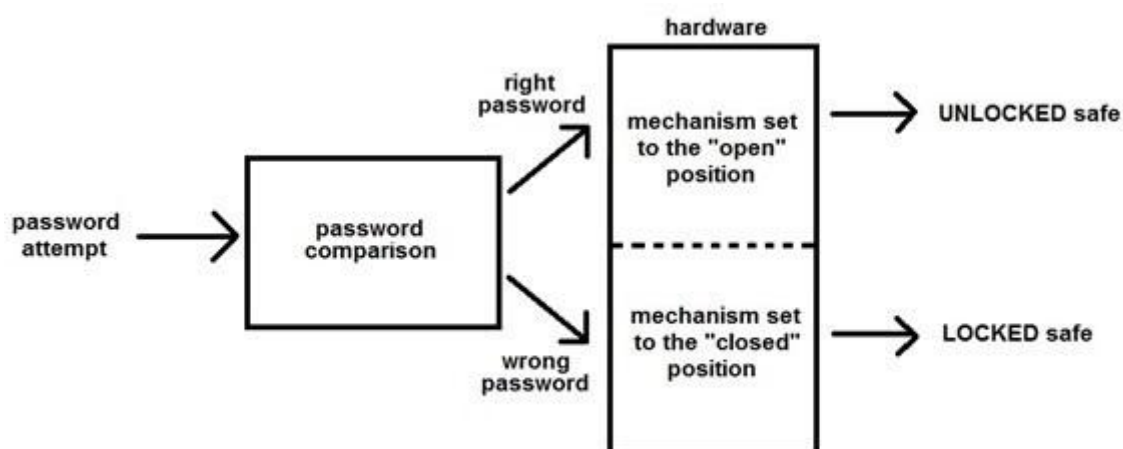 hardware
right
password
mechanism set
to the "open"
position
UNLOCKED safe
password
attempt
password
comparison
wrong
password
mechanism set
to the "closed"
position
LOCKED safe